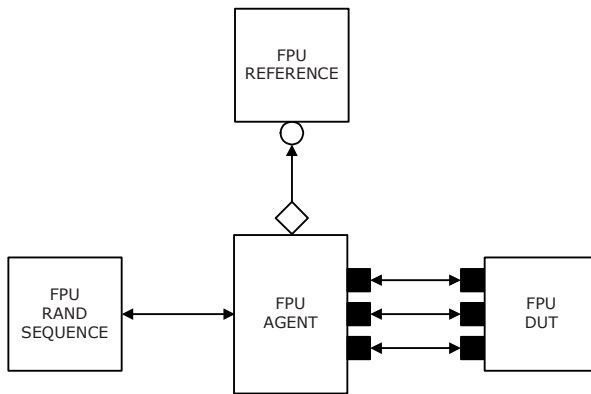 FPU
REFERENCE
FPU
RAND
SEQUENCE
FPU
AGENT
FPU
DUT